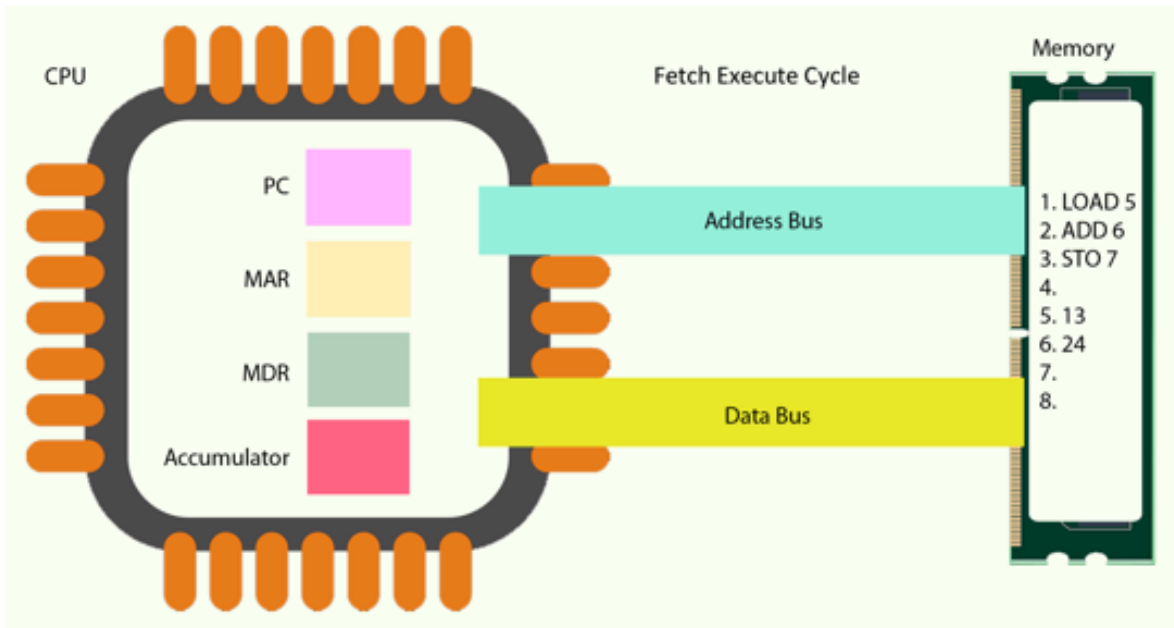 CPU
Fetch Execute Cycle
Memory
PC
MAR
MDR
Accumulator
Address Bus
Data Bus
1. LOAD 5
2. ADD 6
3. STO 7
4.
5. 13
6. 24
7.
8.